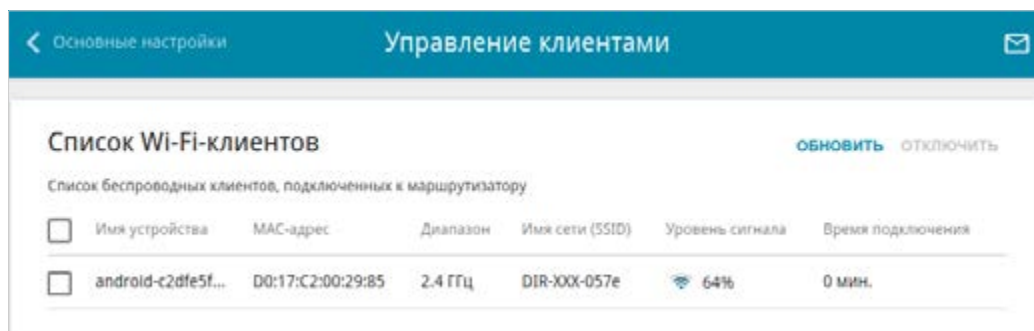 Основные настройки Управление клиентами
Список Wi-Fi-клиентов ОБНОВИТЬ ОТКЛЮЧИТЬ
Список беспроводных клиентов, подключенных к маршрутизатору
Имя устройства MAC-адрес Диапазон Имя сети (SSID) Уровень сигнала Время подключения
android-c2dfe5f... D0:17:C2:00:29:85 2.4 ГГц DIR-XXX-057e 64% 0 мин.